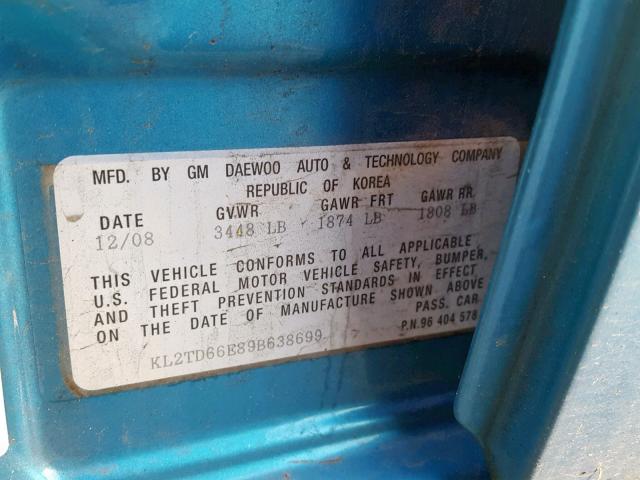 MFD. BY GM DAEWOO AUTO & TECHNOLOGY COMPANY
REPUBLIC OF KOREA
DATE GVWR GAWR FRT GAWR RR
12/08 3448 LB 1874 LB 1808 LB
THIS VEHICLE CONFORMS TO ALL APPLICABLE
U.S. FEDERAL MOTOR VEHICLE SAFETY, BUMPER,
AND THEFT PREVENTION STANDARDS IN EFFECT
ON THE DATE OF MANUFACTURE SHOWN ABOVE
PASS. CAR
KL2TD66E89B638699 P.N. 96 404 578